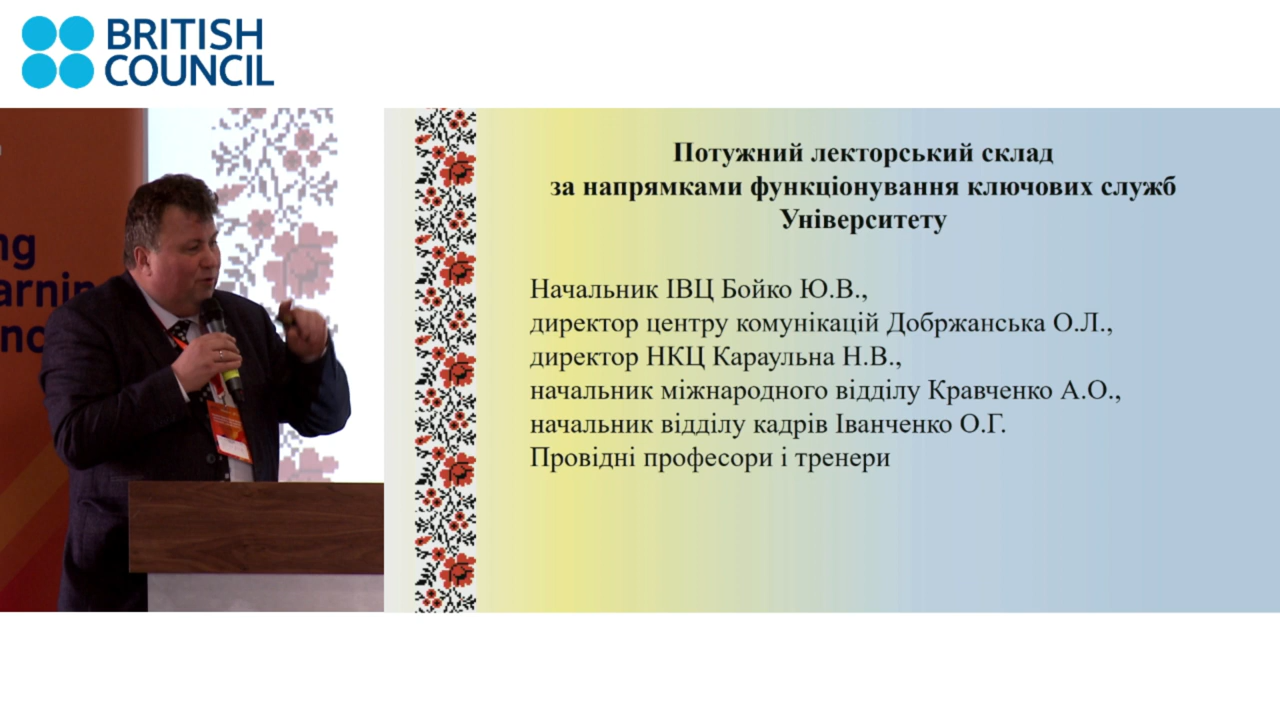 BRITISH
COUNCIL
Потужний лекторський склад
за напрямками функціонування ключових служб
Університету
Начальник ІВЦ Бойко Ю.В.,
директор центру комунікацій Добржанська О.Л.,
директор НКЦ Караульна Н.В.,
начальник міжнародного відділу Кравченко А.О.,
начальник відділу кадрів Іванченко О.Г.
Провідні професори і тренери